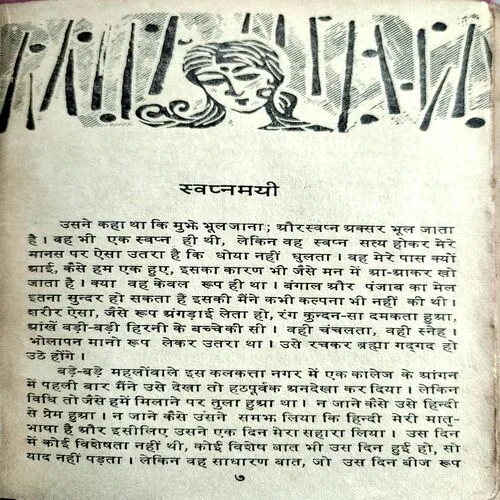 स्वप्नमयी
उसने कहा था कि मुझे भूल जाना; और स्वप्न अक्सर भूल जाता
है। वह भी एक स्वप्न ही थी, लेकिन वह स्वप्न सत्य होकर मेरे
मानस पर ऐसा उतरा है कि धोया नहीं धुलता। वह मेरे पास क्यों
आई, कैसे हम एक हुए, इसका कारण भी जैसे मन में आ-आकर खो
जाता है। क्या वह केवल रूप ही था। बंगाल और पंजाब का मेल
इतना सुन्दर हो सकता है इसकी मैंने कभी कल्पना भी नहीं की थी।
शरीर ऐसा, जैसे रूप अंगड़ाई लेता हो, रंग कुन्दन-सा दमकता हुआ,
आंखें बड़ी-बड़ी हिरनी के बच्चेकी सी। वही चंचलता, वही स्नेह।
भोलापन मानो रूप लेकर उतरा था। उसे रचकर ब्रह्मा गद्गद हो
उठे होंगे।
बड़े-बड़े महलोंवाले इस कलकत्ता नगर में एक कालेज के आंगन
में पहली बार मैंने उसे देखा तो हठपूर्वक अनदेखा कर दिया। लेकिन
विधि तो जैसे हमें मिलाने पर तुला हुआ था। न जाने कैसे उसे हिन्दी
से प्रेम हुआ। न जाने कैसे उसने समझ लिया कि हिन्दी मेरी मातृ-
भाषा है और इसीलिए उसने एक दिन मेरा सहारा लिया। उस दिन
में कोई विशेषता नहीं थी, कोई विशेष बात भी उस दिन हुई हो, सो
याद नहीं पड़ता। लेकिन वह साधारण बात, जो उस दिन बीज रूप
७